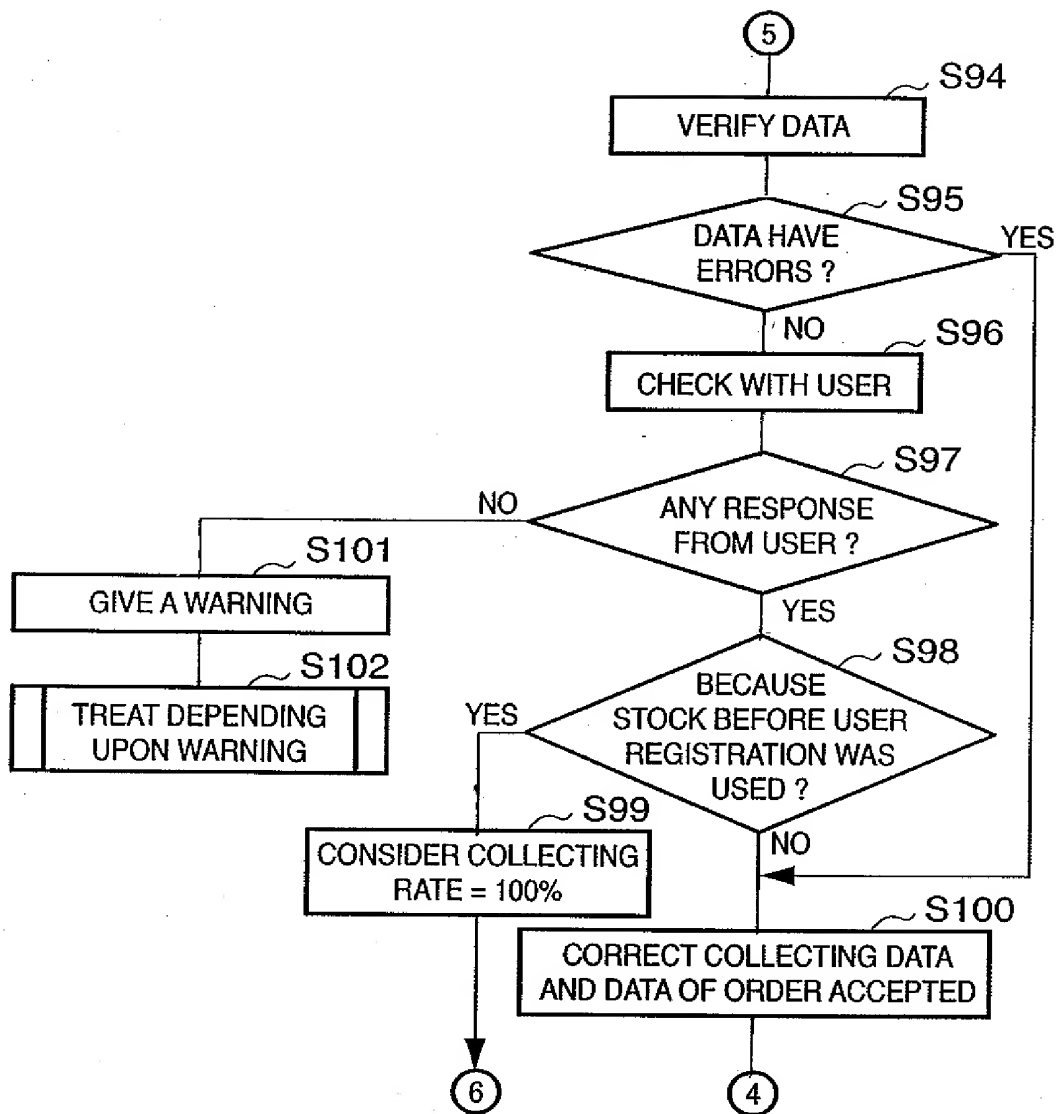 5
S94
VERIFY DATA
S95
DATA HAVE
ERRORS ?
YES
NO
S96
CHECK WITH USER
S97
ANY RESPONSE
FROM USER ?
NO
YES
S101
GIVE A WARNING
S102
TREAT DEPENDING
UPON WARNING
S98
BECAUSE
STOCK BEFORE USER
REGISTRATION WAS
USED ?
YES
NO
S99
CONSIDER COLLECTING
RATE = 100%
S100
CORRECT COLLECTING DATA
AND DATA OF ORDER ACCEPTED
6
4